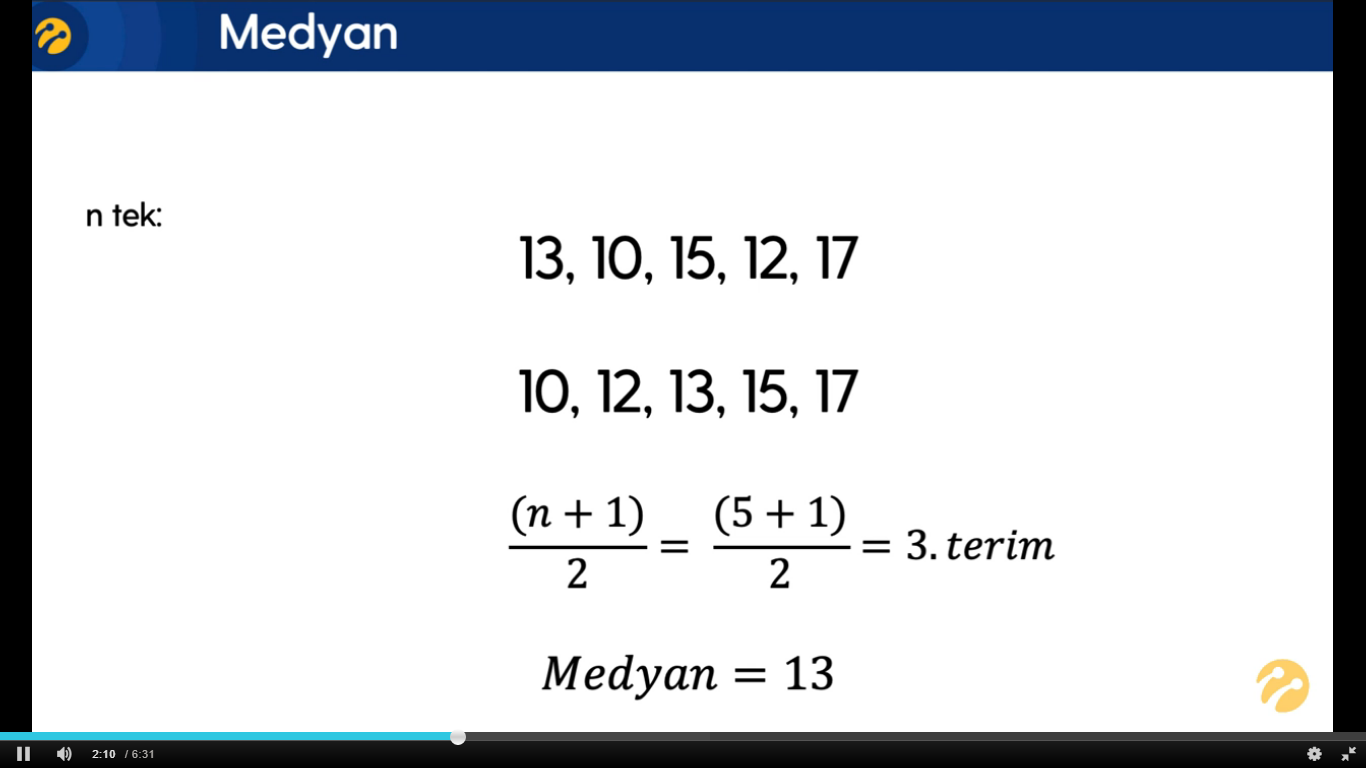 Medyan
n tek:
13, 10, 15, 12, 17
10, 12, 13, 15, 17
(n + 1)/2 = (5 + 1)/2 = 3. terim
Medyan = 13
2:10 / 6:31